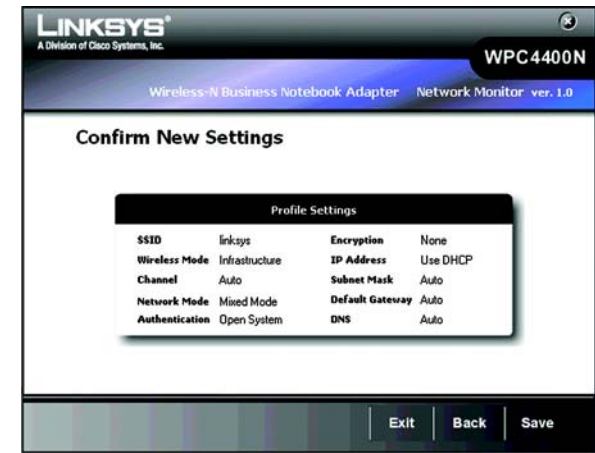 LINKSYS®
A Division of Cisco Systems, Inc.
WPC4400N
Wireless-N Business Notebook Adapter Network Monitor ver. 1.0
Confirm New Settings
Profile Settings
SSID linksys Encryption None
Wireless Mode Infrastructure IP Address Use DHCP
Channel Auto Subnet Mask Auto
Network Mode Mixed Mode Default Gateway Auto
Authentication Open System DNS Auto
Exit Back Save